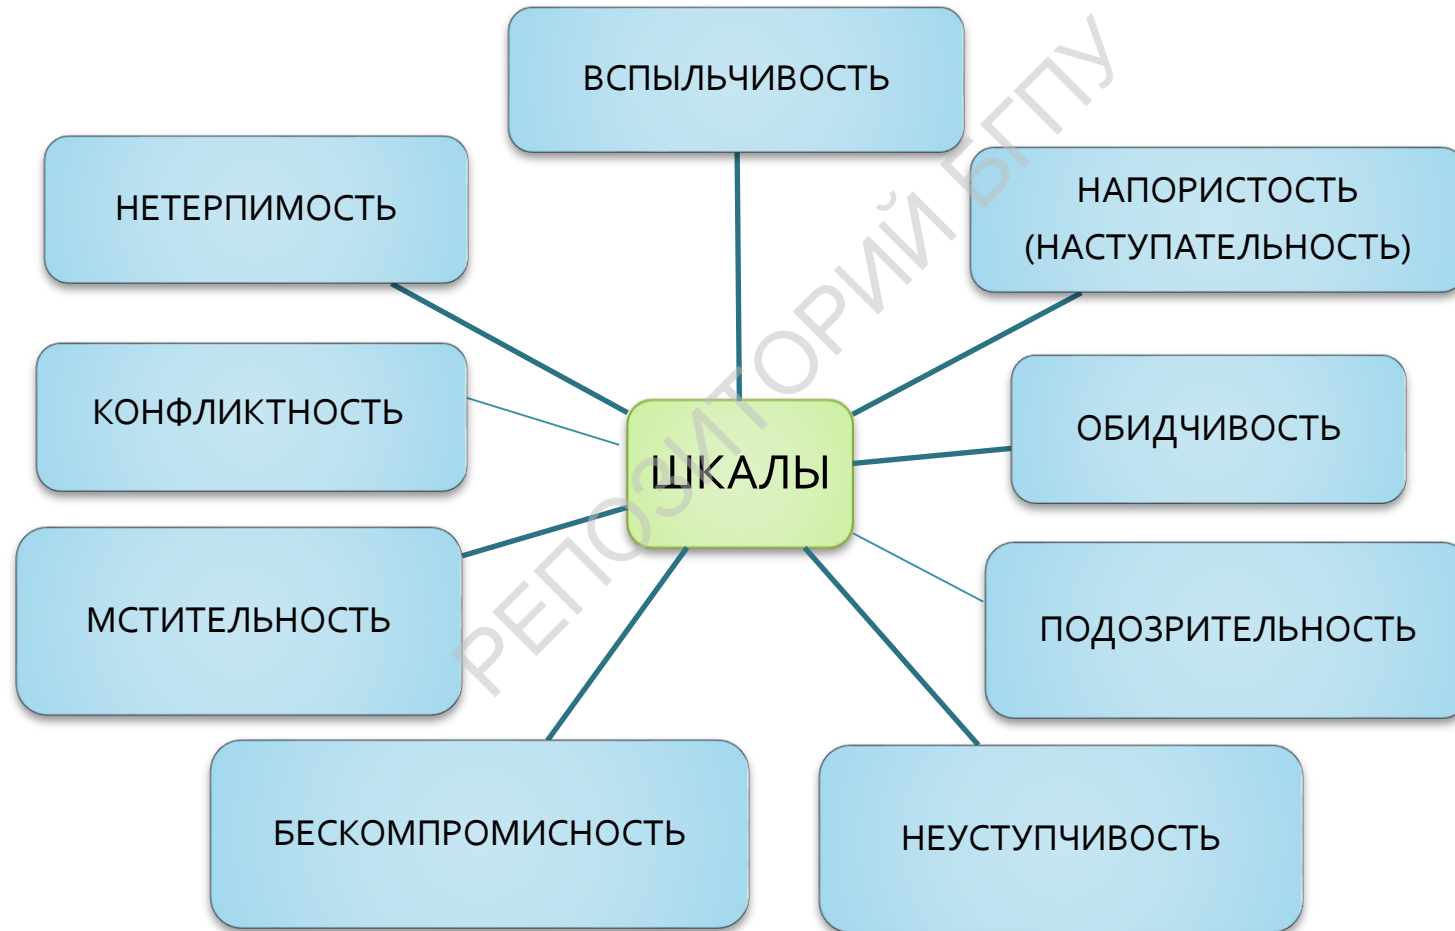 ВСПЫЛЬЧИВОСТЬ
НЕТЕРПИМОСТЬ
НАПОРИСТОСТЬ
(НАСТУПАТЕЛЬНОСТЬ)
КОНФЛИКТНОСТЬ
ОБИДЧИВОСТЬ
ШКАЛЫ
МСТИТЕЛЬНОСТЬ
ПОДОЗРИТЕЛЬНОСТЬ
БЕСКОМПРОМИСНОСТЬ
НЕУСТУПЧИВОСТЬ
РЕПОЗИТОРИЙ БГПУ